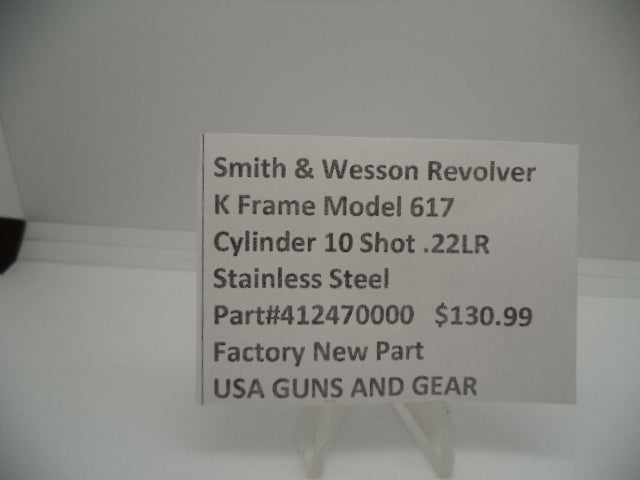 Smith & Wesson Revolver
K Frame Model 617
Cylinder 10 Shot .22LR
Stainless Steel
Part#412470000   $130.99
Factory New Part
USA GUNS AND GEAR